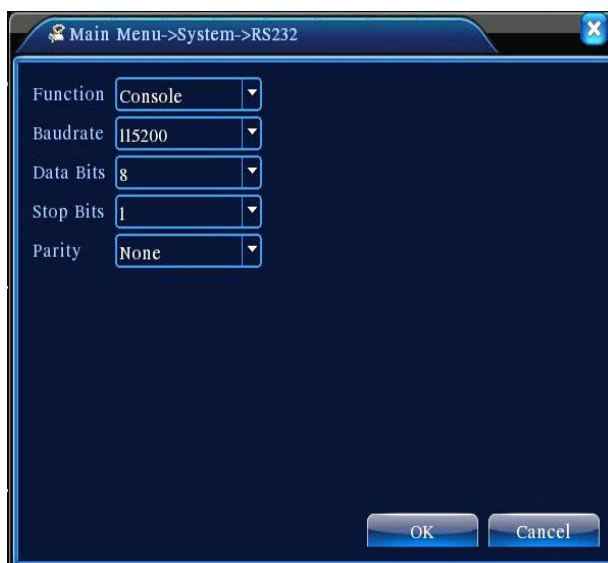 Main Menu->System->RS232
Function Console
Baudrate 115200
Data Bits 8
Stop Bits 1
Parity None
OK Cancel